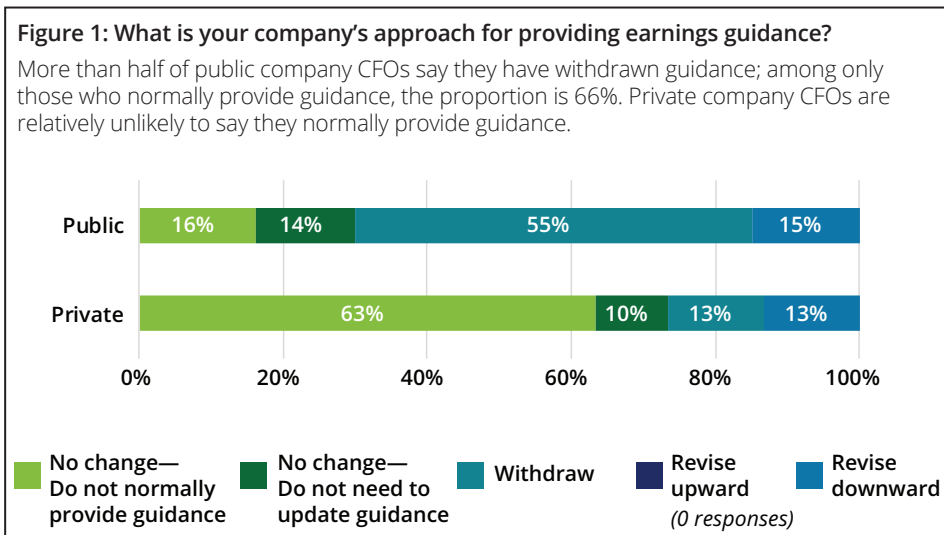 Figure 1: What is your company’s approach for providing earnings guidance?
More than half of public company CFOs say they have withdrawn guidance; among only
those who normally provide guidance, the proportion is 66%. Private company CFOs are
relatively unlikely to say they normally provide guidance.
Public 16% 14% 55% 15%
Private 63% 10% 13% 13%
0% 20% 40% 60% 80% 100%
No change—
Do not normally
provide guidance
No change—
Do not need to
update guidance
Withdraw
Revise
upward
(0 responses)
Revise
downward